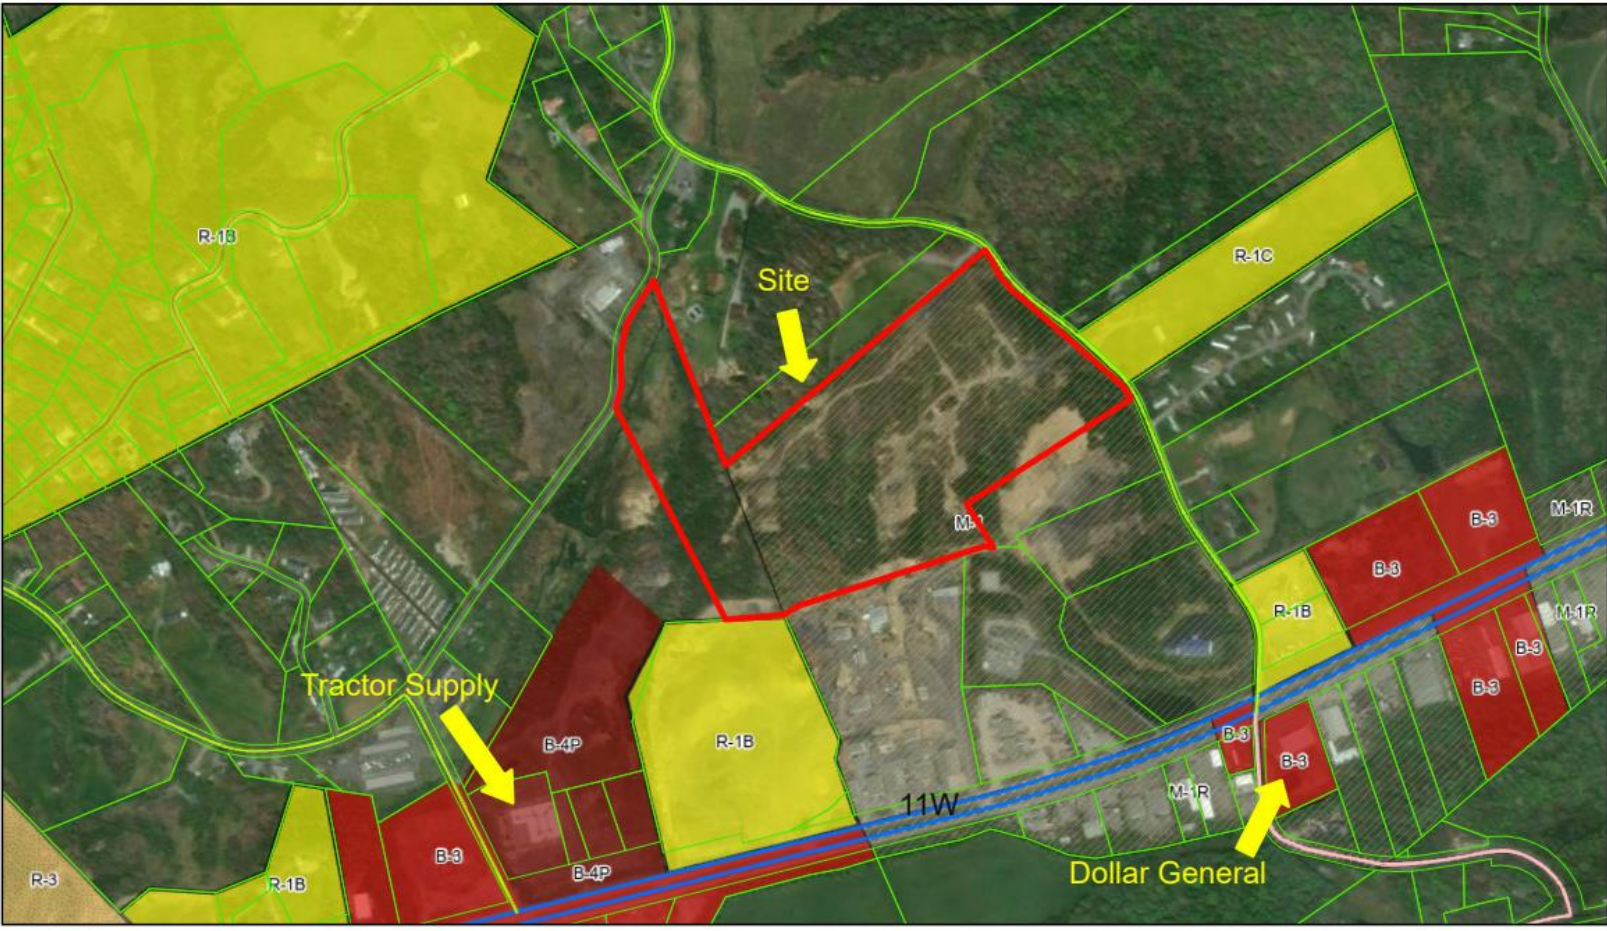 R-1B
R-1C
Site
M-1R
B-3
M-
B-3
R-1B
M-1R
B-3
Tractor Supply
B-3
B-4P
R-1B
B-3
B-3
M-1R
11W
B-3
B-4P
Dollar General
R-3
R-1B